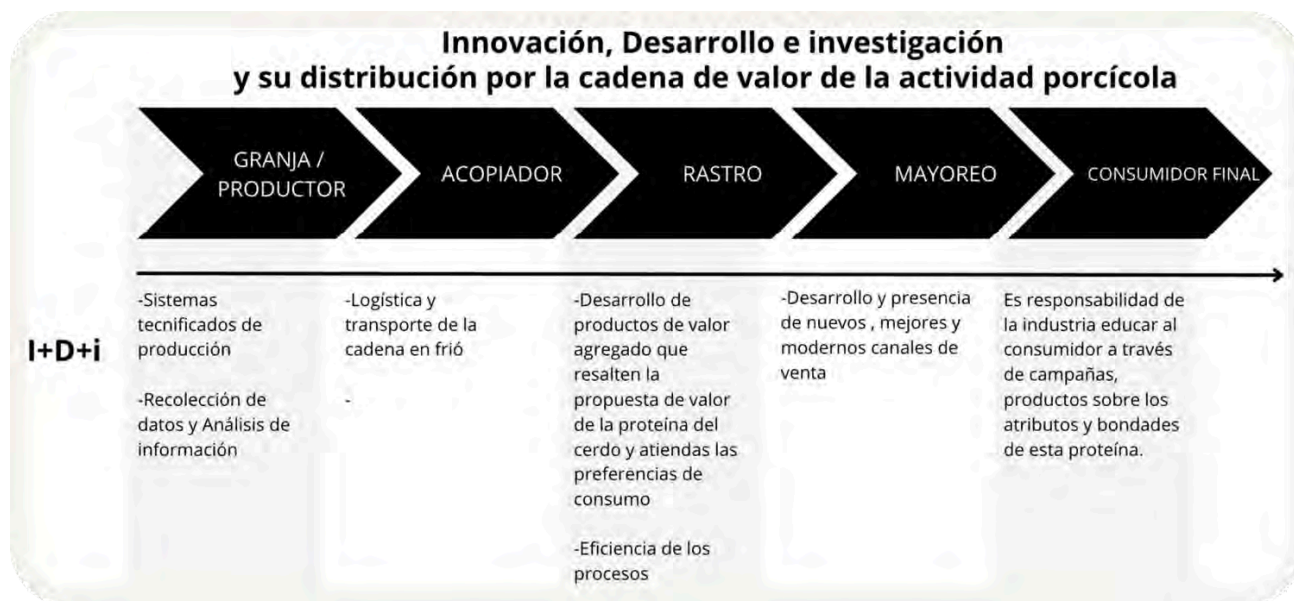 Innovación, Desarrollo e investigación
y su distribución por la cadena de valor de la actividad porcícola
GRANJA /
PRODUCTOR
ACOPIADOR
RASTRO
MAYOREO
CONSUMIDOR FINAL
I+D+i
-Sistemas
tecnificados de
producción
-Recolección de
datos y Análisis de
información
-Logística y
transporte de la
cadena en frió
-
-Desarrollo de
productos de valor
agregado que
resalten la
propuesta de valor
de la proteína del
cerdo y atiendas las
preferencias de
consumo
-Eficiencia de los
procesos
-Desarrollo y presencia
de nuevos , mejores y
modernos canales de
venta
Es responsabilidad de
la industria educar al
consumidor a través
de campañas,
productos sobre los
atributos y bondades
de esta proteína.